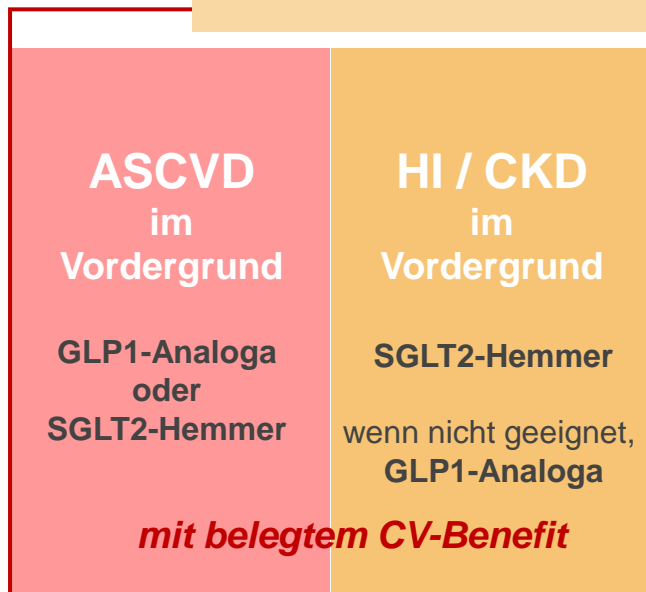 ASCVD
im
Vordergrund
GLP1-Analoga
oder
SGLT2-Hemmer
HI / CKD
im
Vordergrund
SGLT2-Hemmer
wenn nicht geeignet,
GLP1-Analoga
mit belegtem CV-Benefit